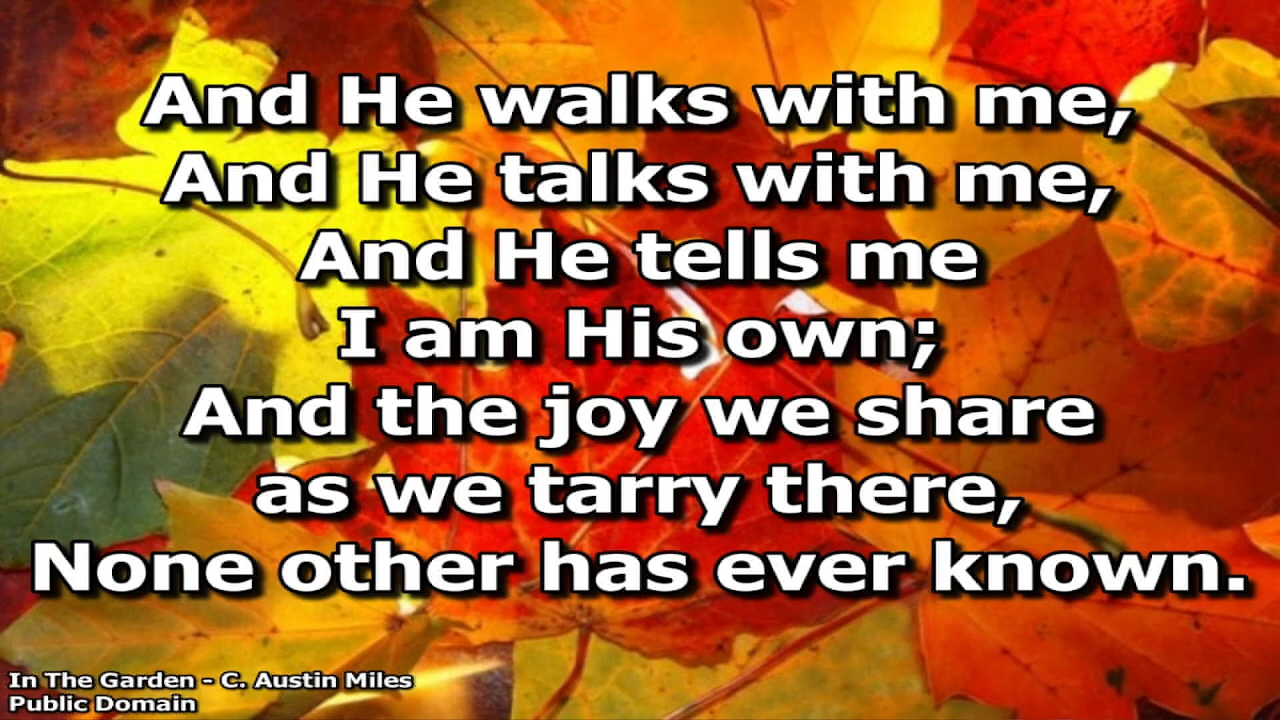 And He walks with me,
And He talks with me,
And He tells me
I am His own;
And the joy we share
as we tarry there,
None other has ever known.
In The Garden - C. Austin Miles
Public Domain